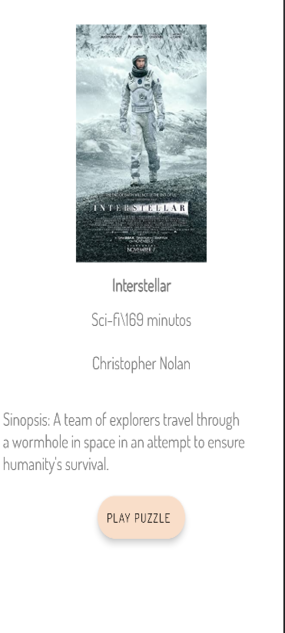 INTERSTELLAR
Interstellar
Sci-fi\169 minutos
Christopher Nolan
Sinopsis: A team of explorers travel through
a wormhole in space in an attempt to ensure
humanity's survival.
PLAY PUZZLE